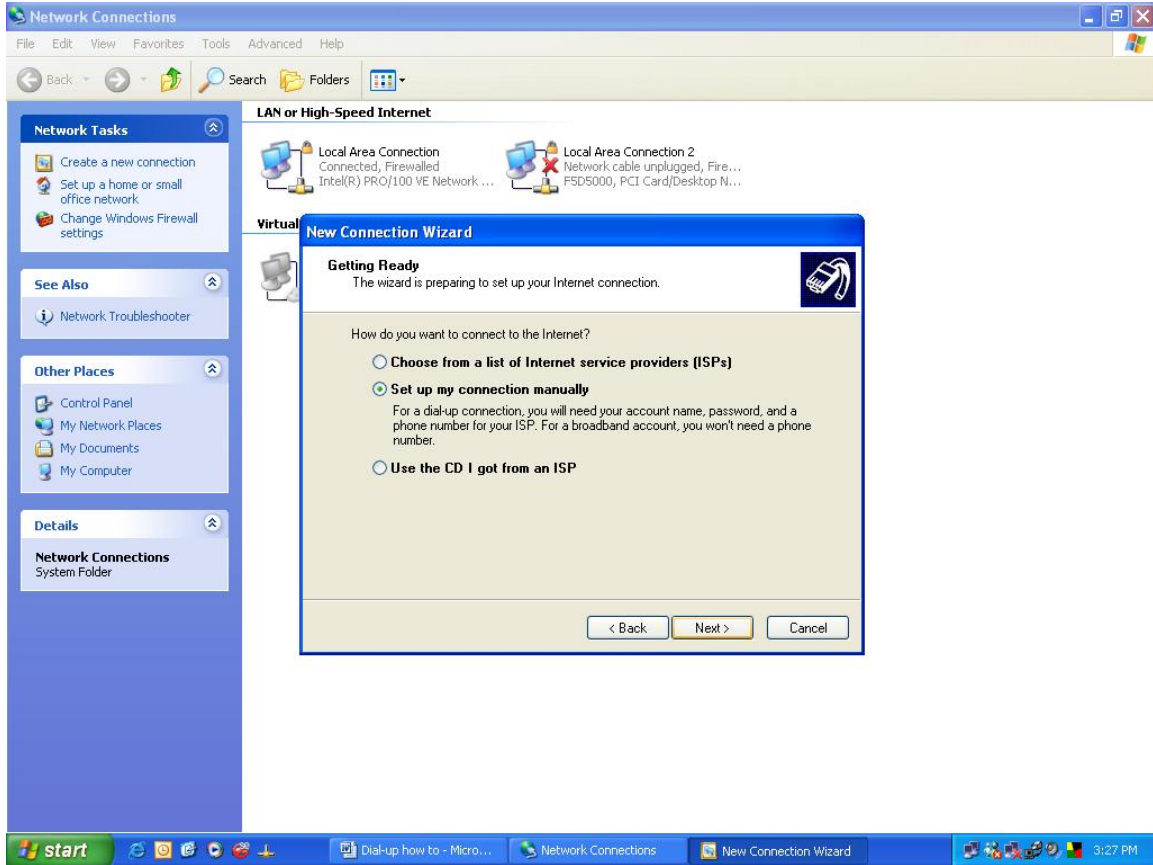 Network Connections
File Edit View Favorites Tools Advanced Help
Back Search Folders
Network Tasks
Create a new connection
Set up a home or small
office network
Change Windows Firewall
settings
See Also
Network Troubleshooter
Other Places
Control Panel
My Network Places
My Documents
My Computer
Details
Network Connections
System Folder
LAN or High-Speed Internet
Local Area Connection
Connected, Firewalled
Intel(R) PRO/100 VE Network ...
Local Area Connection 2
Network cable unplugged, Fire...
F5D5000, PCI Card/Desktop N...
Virtual
New Connection Wizard
Getting Ready
The wizard is preparing to set up your Internet connection.
How do you want to connect to the Internet?
Choose from a list of Internet service providers (ISPs)
Set up my connection manually
For a dial-up connection, you will need your account name, password, and a
phone number for your ISP. For a broadband account, you won't need a phone
number.
Use the CD I got from an ISP
< Back Next > Cancel
start Dial-up how to - Micro... Network Connections New Connection Wizard 3:27 PM